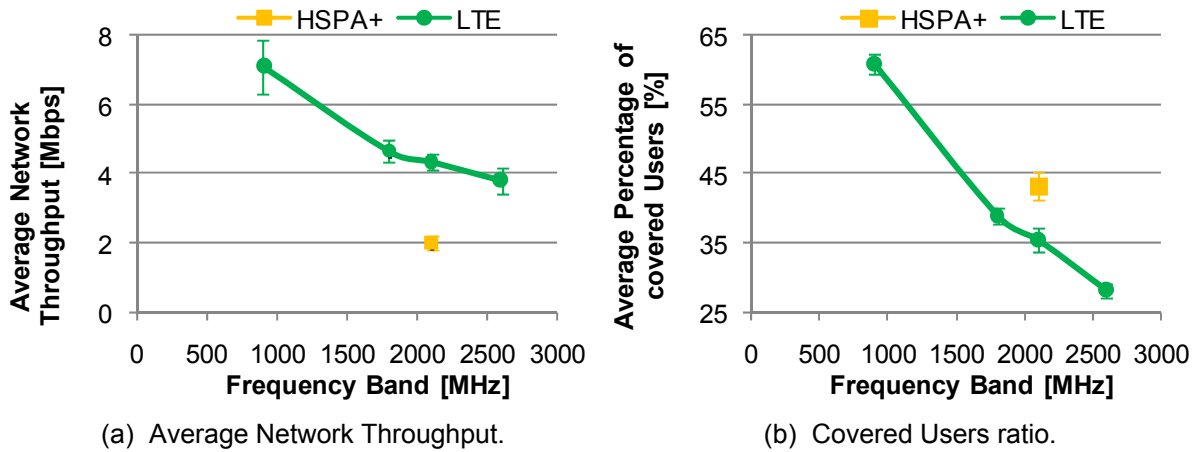 HSPA+ LTE
8
6
4
2
0
0 500 1000 1500 2000 2500 3000
Average Network
Throughput [Mbps]
Frequency Band [MHz]
(a) Average Network Throughput.
HSPA+ LTE
65
55
45
35
25
0 500 1000 1500 2000 2500 3000
Average Percentage of
covered Users [%]
Frequency Band [MHz]
(b) Covered Users ratio.